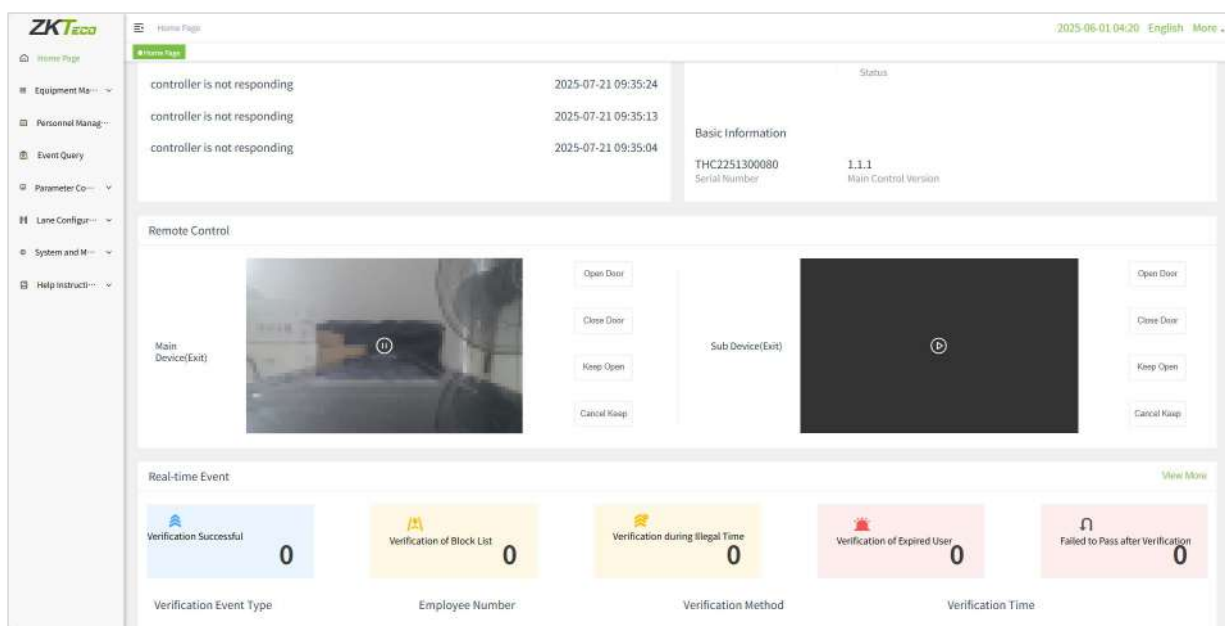 ZKTeco
Home Page
2025-06-01 04:20 English More
Home Page
Home Page
Equipment Ma···
Personnel Manag···
Event Query
Parameter Co···
Lane Configur···
System and M···
Help Instructi···
controller is not responding 2025-07-21 09:35:24
controller is not responding 2025-07-21 09:35:13
controller is not responding 2025-07-21 09:35:04
Status
Basic Information
THC2251300080 1.1.1
Serial Number Main Control Version
Remote Control
Main
Device(Exit)
Open Door
Close Door
Keep Open
Cancel Keep
Sub Device(Exit)
Open Door
Close Door
Keep Open
Cancel Keep
Real-time Event View More
Verification Successful
0
Verification of Block List
0
Verification during Illegal Time
0
Verification of Expired User
0
Failed to Pass after Verification
0
Verification Event Type Employee Number Verification Method Verification Time